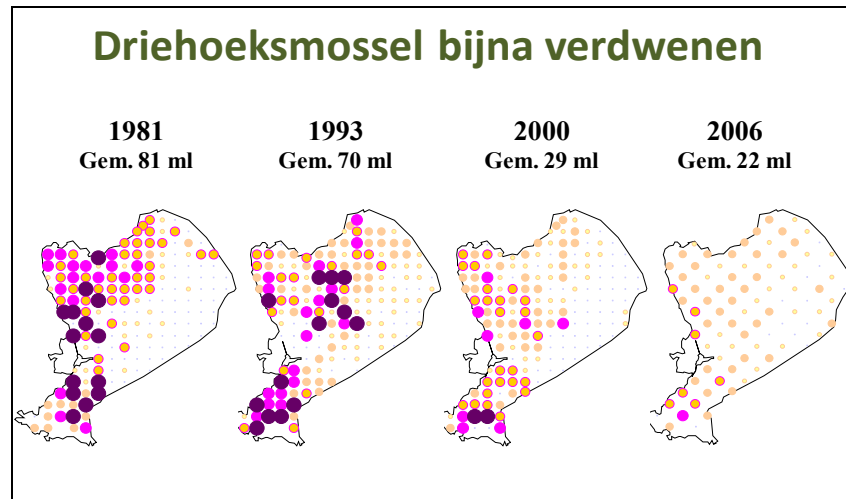 Driehoeksmossel bijna verdwenen
1981
Gem. 81 ml
1993
Gem. 70 ml
2000
Gem. 29 ml
2006
Gem. 22 ml